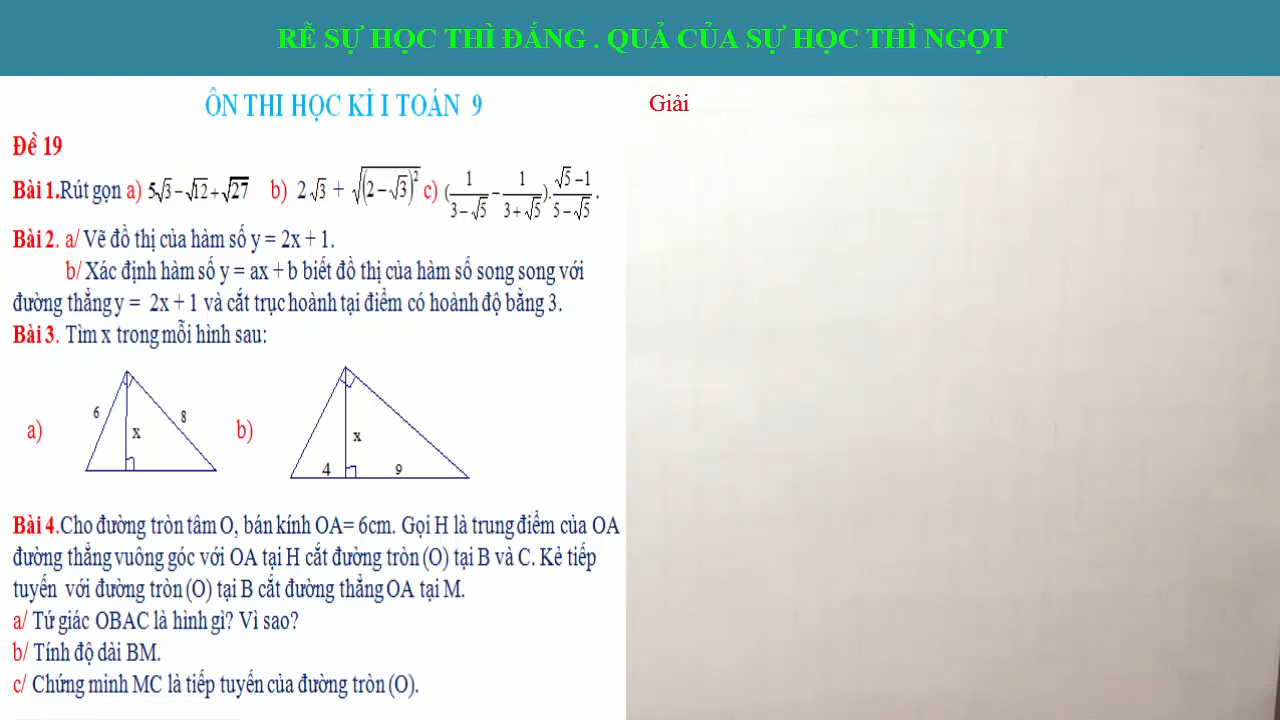 RỄ SỰ HỌC THÌ ĐẮNG . QUẢ CỦA SỰ HỌC THÌ NGỌT
ÔN THI HỌC KÌ I TOÁN 9
Giải
Đề 19
Bài 1.Rút gọn a) 5√3 − √12 + √27 b) 2√3 + √((2 − √3)²) c) (1/(3 − √5) − 1/(3 + √5)).(√5 − 1)/(5 − √5) .
Bài 2. a/ Vẽ đồ thị của hàm số y = 2x + 1.
b/ Xác định hàm số y = ax + b biết đồ thị của hàm số song song với
đường thẳng y = 2x + 1 và cắt trục hoành tại điểm có hoành độ bằng 3.
Bài 3. Tìm x trong mỗi hình sau:
a) 6 x 8
b) x 4 9
Bài 4.Cho đường tròn tâm O, bán kính OA= 6cm. Gọi H là trung điểm của OA
đường thẳng vuông góc với OA tại H cắt đường tròn (O) tại B và C. Kẻ tiếp
tuyến với đường tròn (O) tại B cắt đường thẳng OA tại M.
a/ Tứ giác OBAC là hình gì? Vì sao?
b/ Tính độ dài BM.
c/ Chứng minh MC là tiếp tuyến của đường tròn (O).